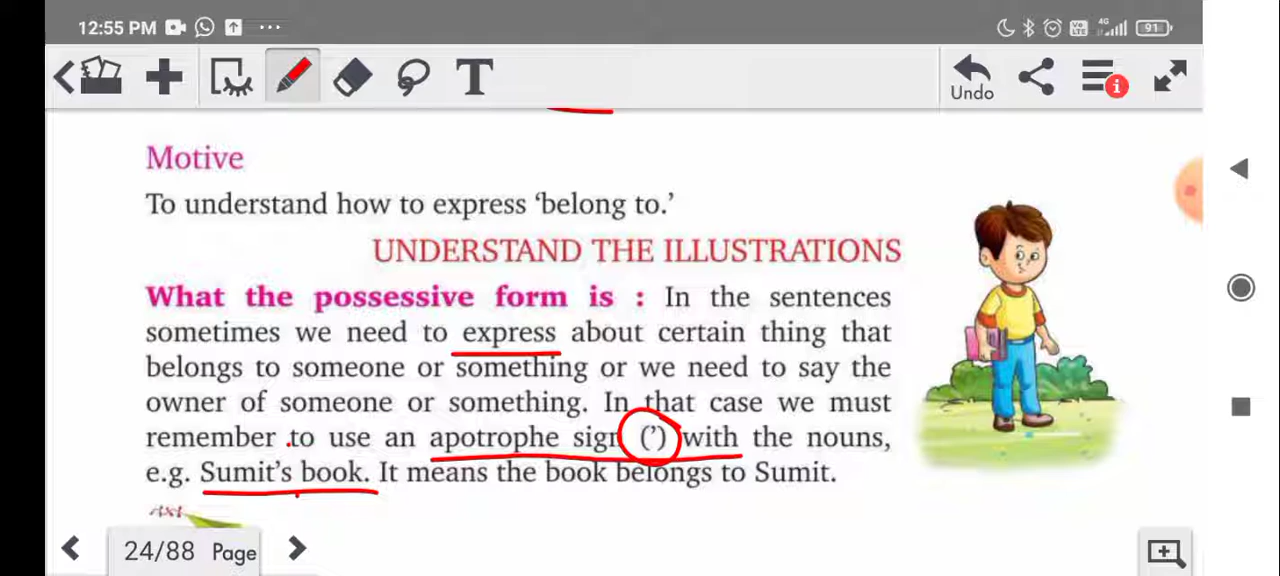 12:55 PM ... 4G 91
T
Undo
i
Motive
To understand how to express ‘belong to.’
UNDERSTAND THE ILLUSTRATIONS
What the possessive form is : In the sentences
sometimes we need to express about certain thing that
belongs to someone or something or we need to say the
owner of someone or something. In that case we must
remember to use an apotrophe sign (’) with the nouns,
e.g. Sumit’s book. It means the book belongs to Sumit.
24/88 Page